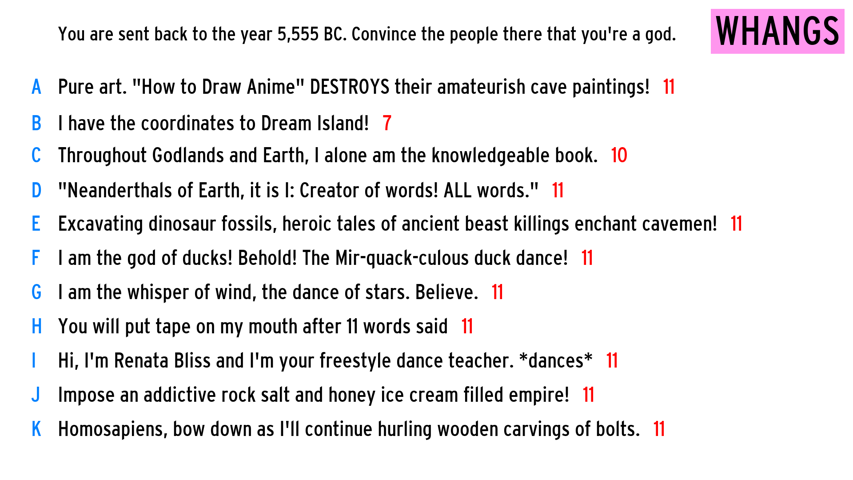 You are sent back to the year 5,555 BC. Convince the people there that you're a god.
WHANGS
A Pure art. "How to Draw Anime" DESTROYS their amateurish cave paintings! 11
B I have the coordinates to Dream Island! 7
C Throughout Godlands and Earth, I alone am the knowledgeable book. 10
D "Neanderthals of Earth, it is I: Creator of words! ALL words." 11
E Excavating dinosaur fossils, heroic tales of ancient beast killings enchant cavemen! 11
F I am the god of ducks! Behold! The Mir-quack-culous duck dance! 11
G I am the whisper of wind, the dance of stars. Believe. 11
H You will put tape on my mouth after 11 words said 11
I Hi, I'm Renata Bliss and I'm your freestyle dance teacher. *dances* 11
J Impose an addictive rock salt and honey ice cream filled empire! 11
K Homosapiens, bow down as I'll continue hurling wooden carvings of bolts. 11